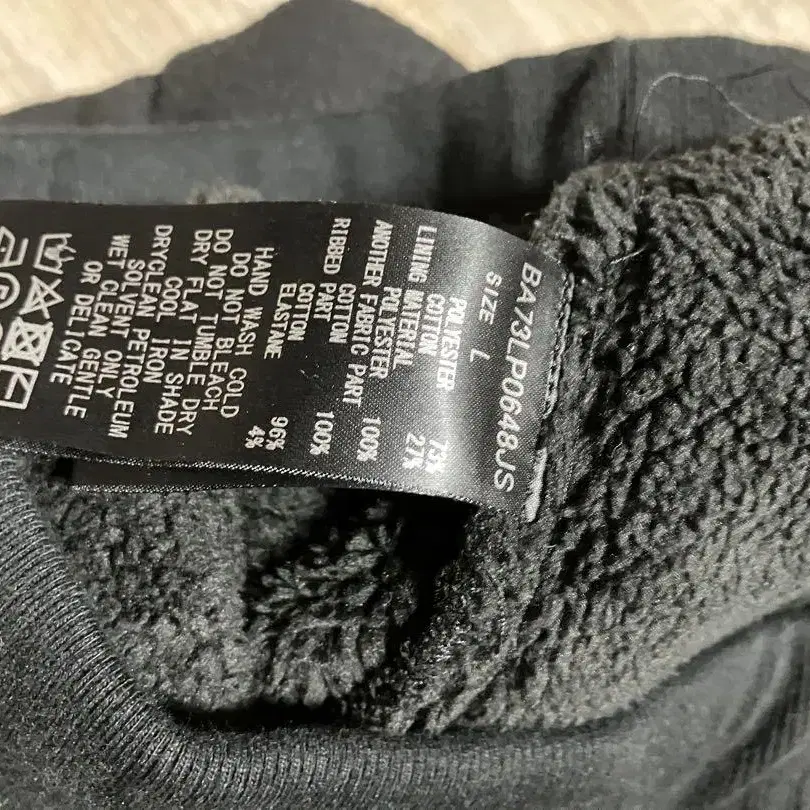 BA73LP0648JS
SIZE L
POLYESTER 73%
COTTON 27%
LINING MATERIAL
POLYESTER 100%
ANOTHER FABRIC PART
COTTON 100%
RIBBED PART
COTTON 96%
ELASTANE 4%
HAND WASH COLD
DO NOT BLEACH
DO NOT TUMBLE DRY
DRY FLAT IN SHADE
COOL IRON
DRYCLEAN PETROLEUM
SOLVENT ONLY
WET CLEAN GENTLE
OR DELICATE